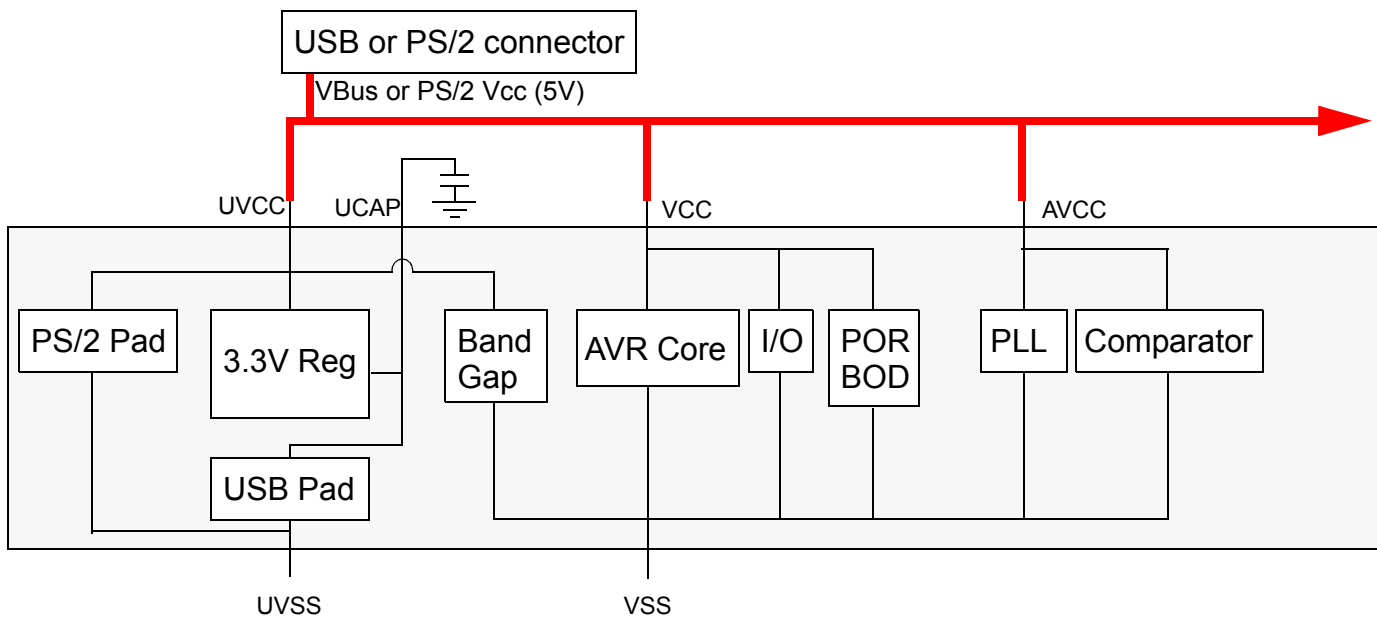 USB or PS/2 connector
VBus or PS/2 Vcc (5V)
UVCC
UCAP
VCC
AVCC
PS/2 Pad
3.3V Reg
Band
Gap
AVR Core
I/O
POR
BOD
PLL
Comparator
USB Pad
UVSS
VSS